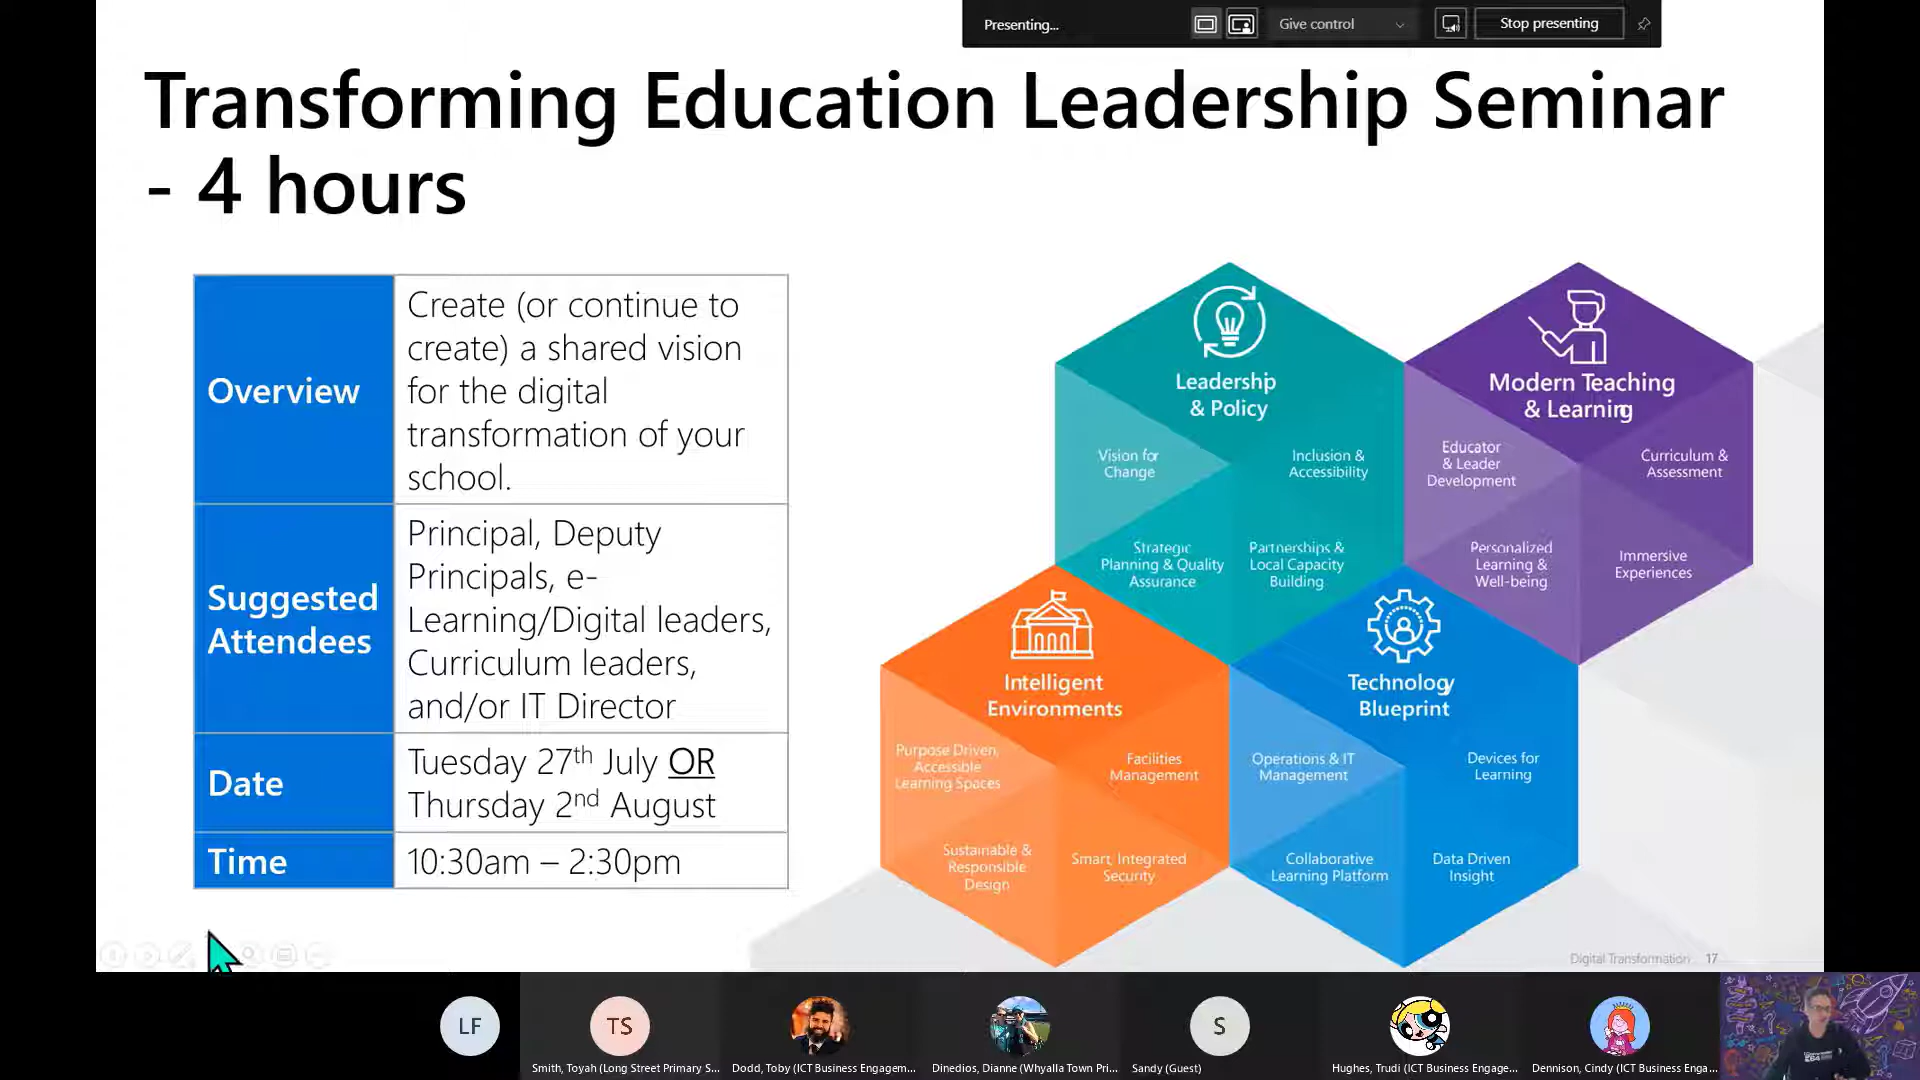 Presenting...
Give control
Stop presenting
Transforming Education Leadership Seminar
- 4 hours
Overview
Create (or continue to
create) a shared vision
for the digital
transformation of your
school.
Suggested
Attendees
Principal, Deputy
Principals, e-
Learning/Digital leaders,
Curriculum leaders,
and/or IT Director
Date
Tuesday 27th July OR
Thursday 2nd August
Time
10:30am – 2:30pm
Leadership
& Policy
Vision for
Change
Inclusion &
Accessibility
Strategic
Planning & Quality
Assurance
Partnerships &
Local Capacity
Building
Modern Teaching
& Learning
Educator
& Leader
Development
Curriculum &
Assessment
Personalized
Learning &
Well-being
Immersive
Experiences
Intelligent
Environments
Purpose Driven,
Accessible
Learning Spaces
Facilities
Management
Sustainable &
Responsible
Design
Smart, Integrated
Security
Technology
Blueprint
Operations & IT
Management
Devices for
Learning
Collaborative
Learning Platform
Data Driven
Insight
Digital Transformation 17
LF
TS
S
Smith, Toyah (Long Street Primary S...
Dodd, Toby (ICT Business Engagem...
Dinedios, Dianne (Whyalla Town Pri...
Sandy (Guest)
Hughes, Trudi (ICT Business Engage...
Dennison, Cindy (ICT Business Enga...